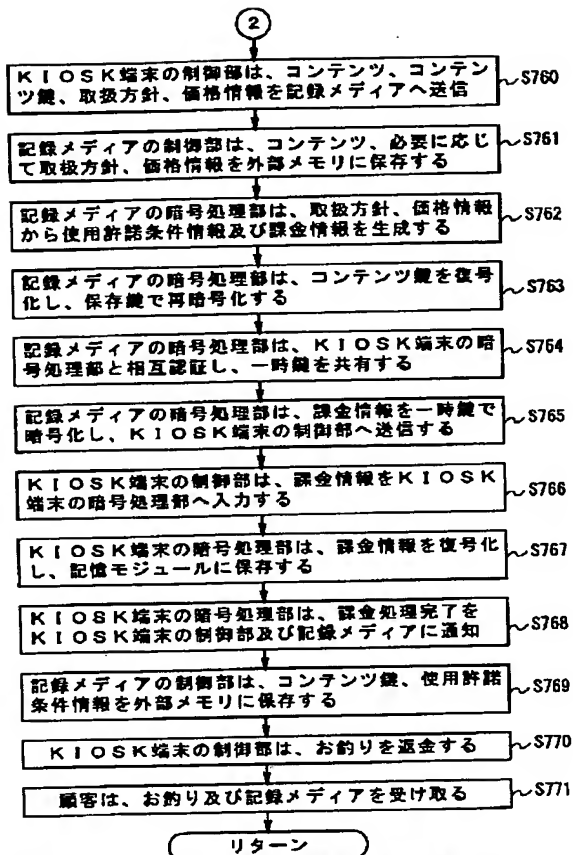 2
KIOSK端末の制御部は、コンテンツ、コンテン
ツ鍵、取扱方針、価格情報を記録メディアへ送信
S760
記録メディアの制御部は、コンテンツ、必要に応じ
て取扱方針、価格情報を外部メモリに保存する
S761
記録メディアの暗号処理部は、取扱方針、価格情報
から使用許諾条件情報及び課金情報を生成する
S762
記録メディアの暗号処理部は、コンテンツ鍵を復号
化し、保存鍵で再暗号化する
S763
記録メディアの暗号処理部は、KIOSK端末の暗
号処理部と相互認証し、一時鍵を共有する
S764
記録メディアの暗号処理部は、課金情報を一時鍵で
暗号化し、KIOSK端末の制御部へ送信する
S765
KIOSK端末の制御部は、課金情報をKIOSK
端末の暗号処理部へ入力する
S766
KIOSK端末の暗号処理部は、課金情報を復号化
し、記憶モジュールに保存する
S767
KIOSK端末の暗号処理部は、課金処理完了を
KIOSK端末の制御部及び記録メディアに通知
S768
記録メディアの制御部は、コンテンツ鍵、使用許諾
条件情報を外部メモリに保存する
S769
KIOSK端末の制御部は、お釣りを返金する
S770
顧客は、お釣り及び記録メディアを受け取る
S771
リターン